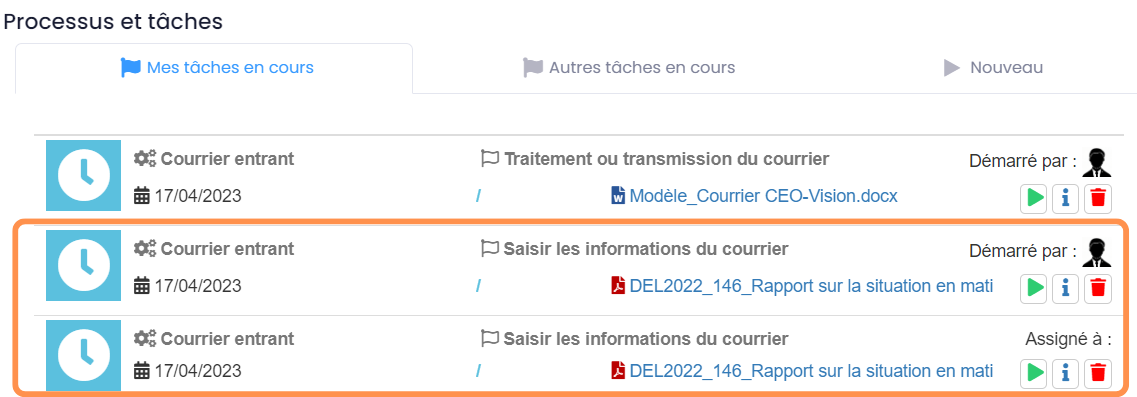 Processus et tâches
Mes tâches en cours Autres tâches en cours Nouveau
Courrier entrant Traitement ou transmission du courrier Démarré par :
17/04/2023 / Modèle_Courrier CEO-Vision.docx
Courrier entrant Saisir les informations du courrier Démarré par :
17/04/2023 / DEL2022_146_Rapport sur la situation en mati
Courrier entrant Saisir les informations du courrier Assigné à :
17/04/2023 / DEL2022_146_Rapport sur la situation en mati